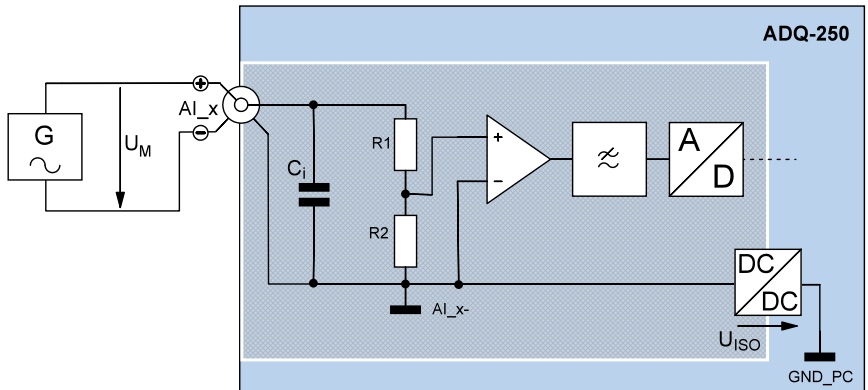 ADQ-250
G
U_M
+
AI_x
−
C_i
R1
R2
+
−
A
D
AI_x-
DC
DC
U_ISO
GND_PC